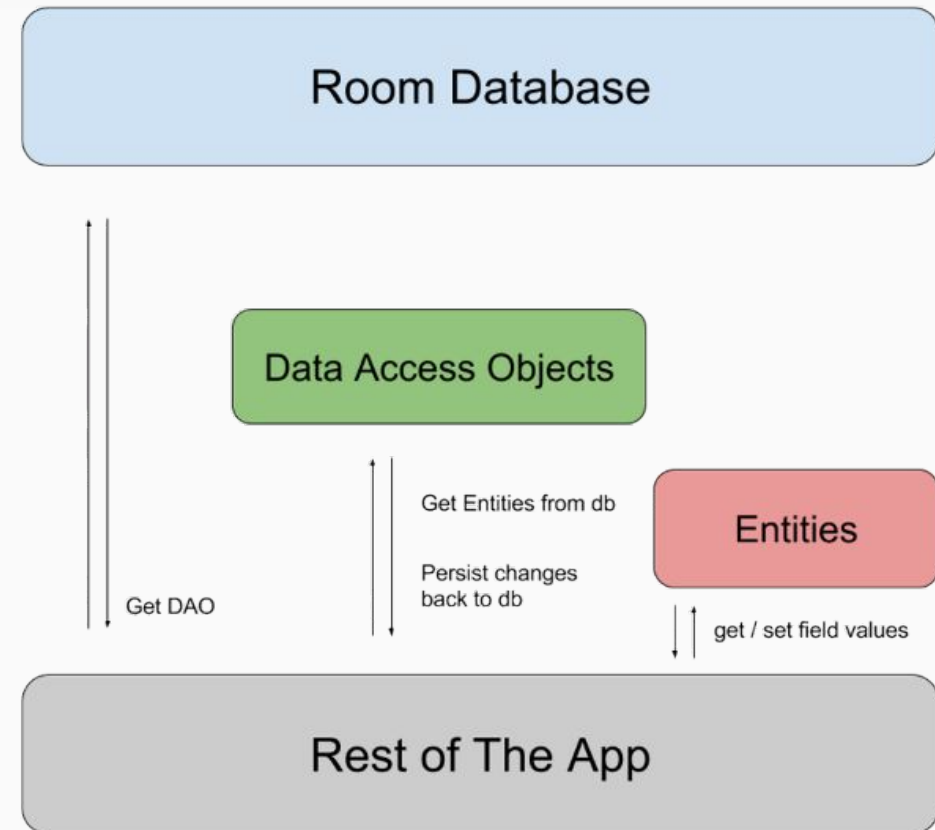 Room Database
Data Access Objects
Get Entities from db
Entities
Persist changes
back to db
Get DAO
get / set field values
Rest of The App